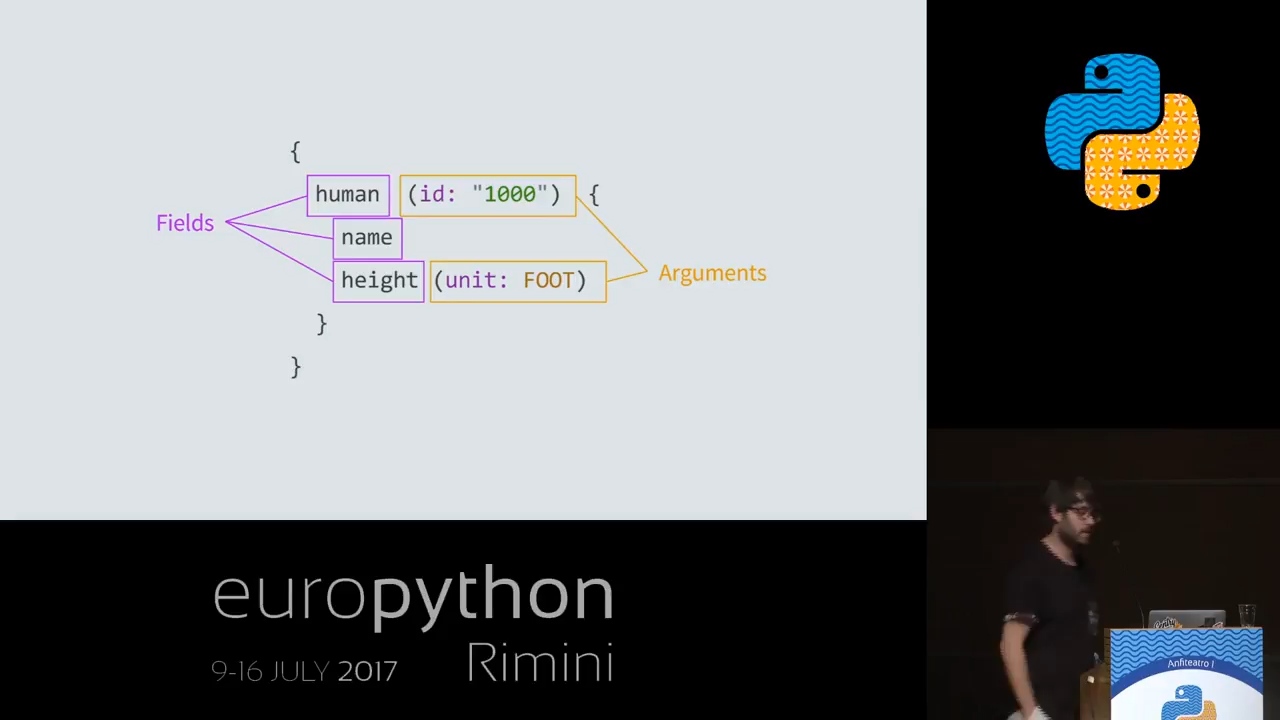 {
human (id: "1000") {
Fields
name
height (unit: FOOT)
Arguments
}
}
europython
Rimini
9-16 JULY 2017
Anfiteatro I